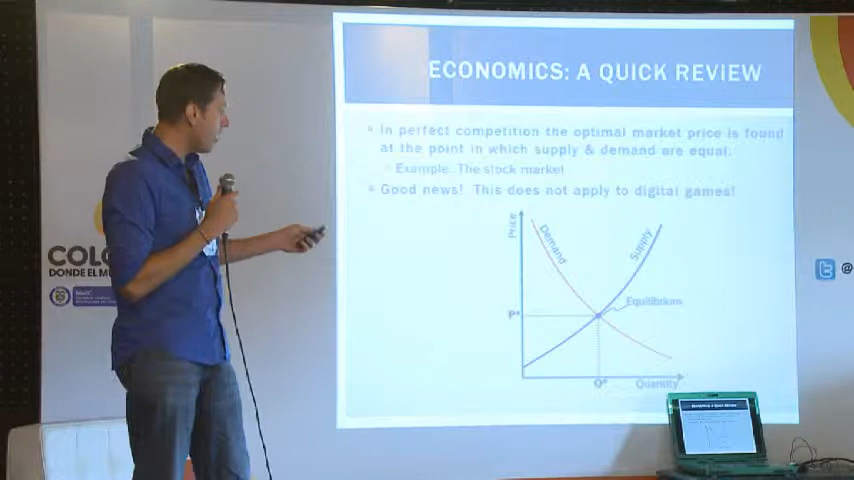 ECONOMICS: A QUICK REVIEW
In perfect competition the optimal market price is found
at the point in which supply & demand are equal.
Example: The stock market
Good news! This does not apply to digital games!
Price
Demand
Supply
Equilibrium
P*
Q*
Quantity
COLO
DONDE EL M
@